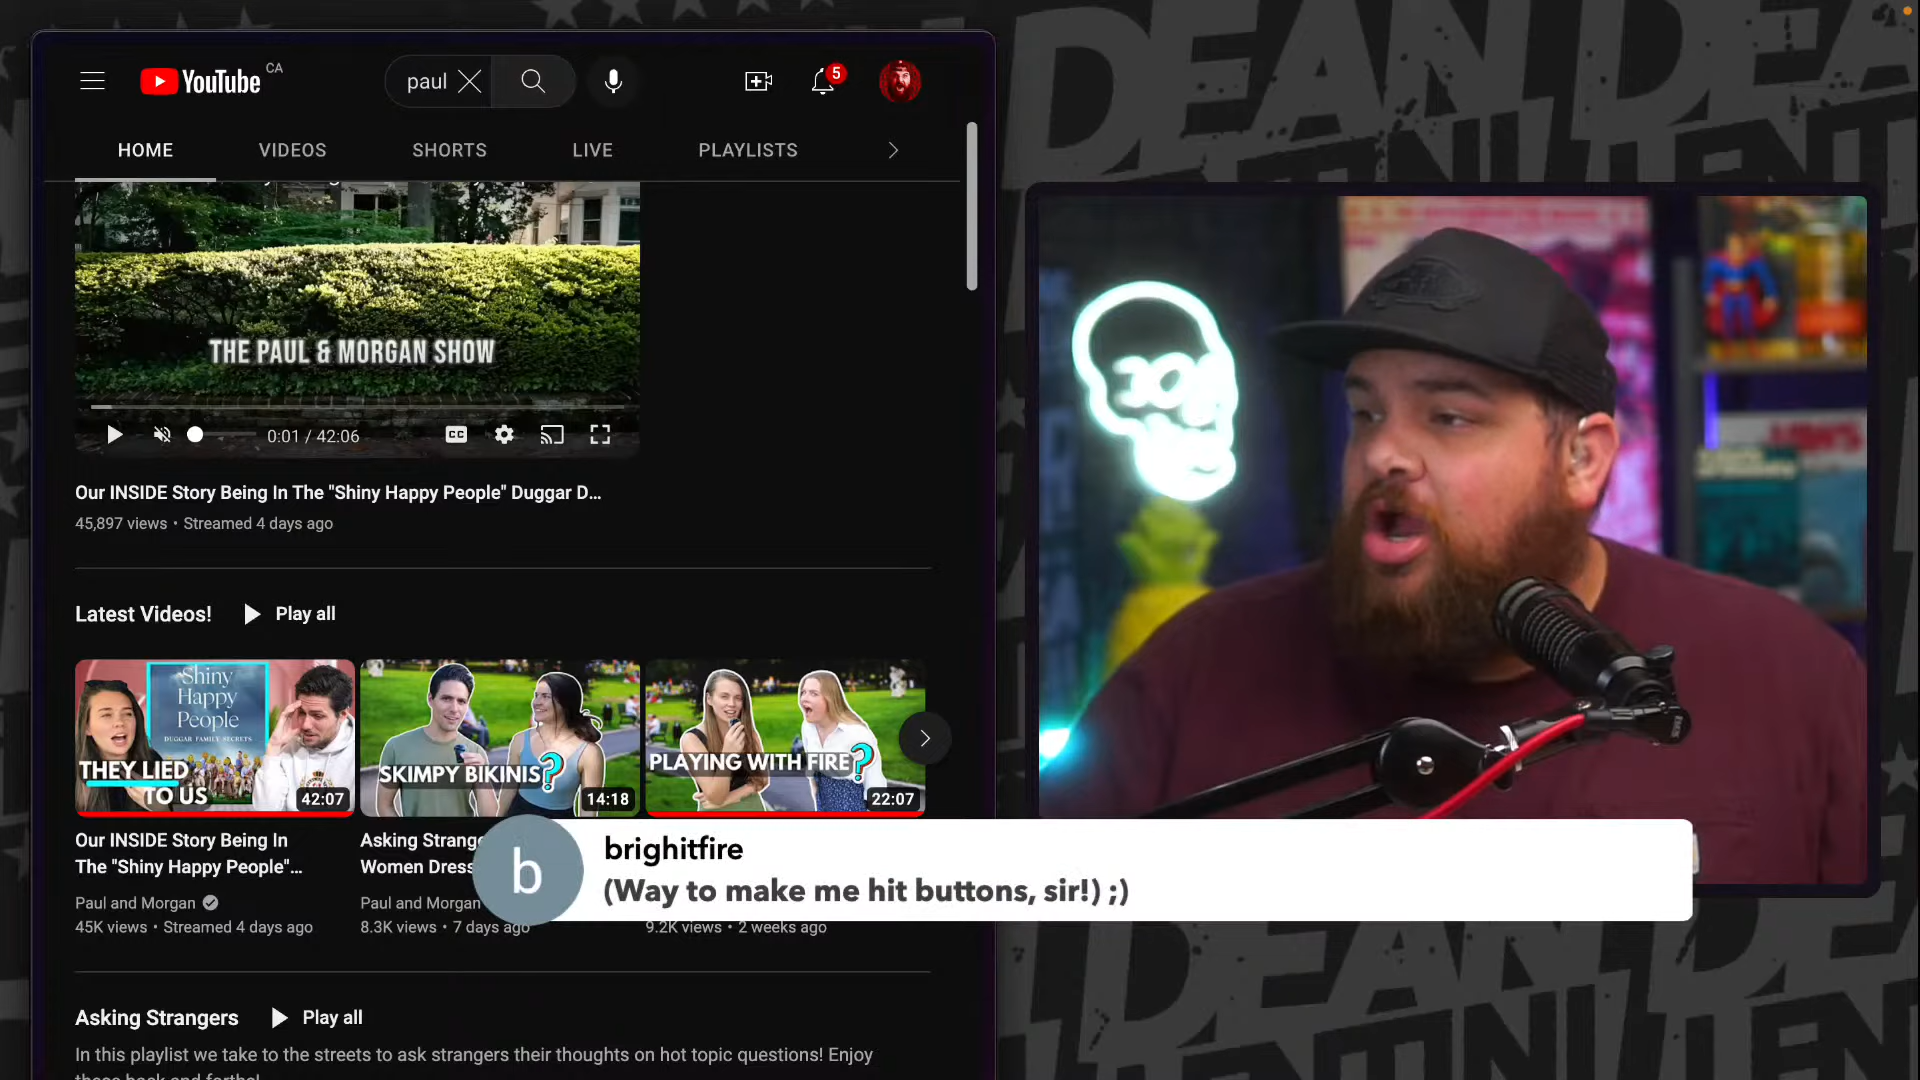 YouTube CA
paul
5
HOME
VIDEOS
SHORTS
LIVE
PLAYLISTS
THE PAUL & MORGAN SHOW
0:01 / 42:06
CC
Our INSIDE Story Being In The "Shiny Happy People" Duggar D...
45,897 views • Streamed 4 days ago
Latest Videos!
Play all
Shiny
Happy
People
DUGGAR FAMILY SECRETS
THEY LIED
TO US
42:07
SKIMPY BIKINIS?
14:18
PLAYING WITH FIRE?
22:07
Our INSIDE Story Being In
The "Shiny Happy People"...
Paul and Morgan
45K views • Streamed 4 days ago
Women Dress
Paul and Morgan
8.3K views • 7 days ago
9.2K views • 2 weeks ago
b
brighitfire
(Way to make me hit buttons, sir!) ;)
Asking Strangers
Play all
In this playlist we take to the streets to ask strangers their thoughts on hot topic questions! Enjoy
DEAN
DEAN